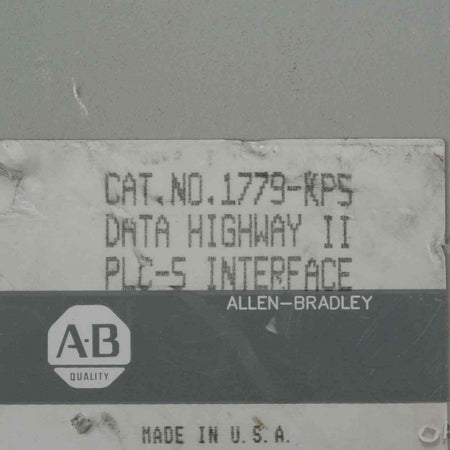 CAT.NO.1779-KP5
DATA HIGHWAY II
PLC-5 INTERFACE
ALLEN-BRADLEY
A-B
QUALITY
MADE IN U.S.A.